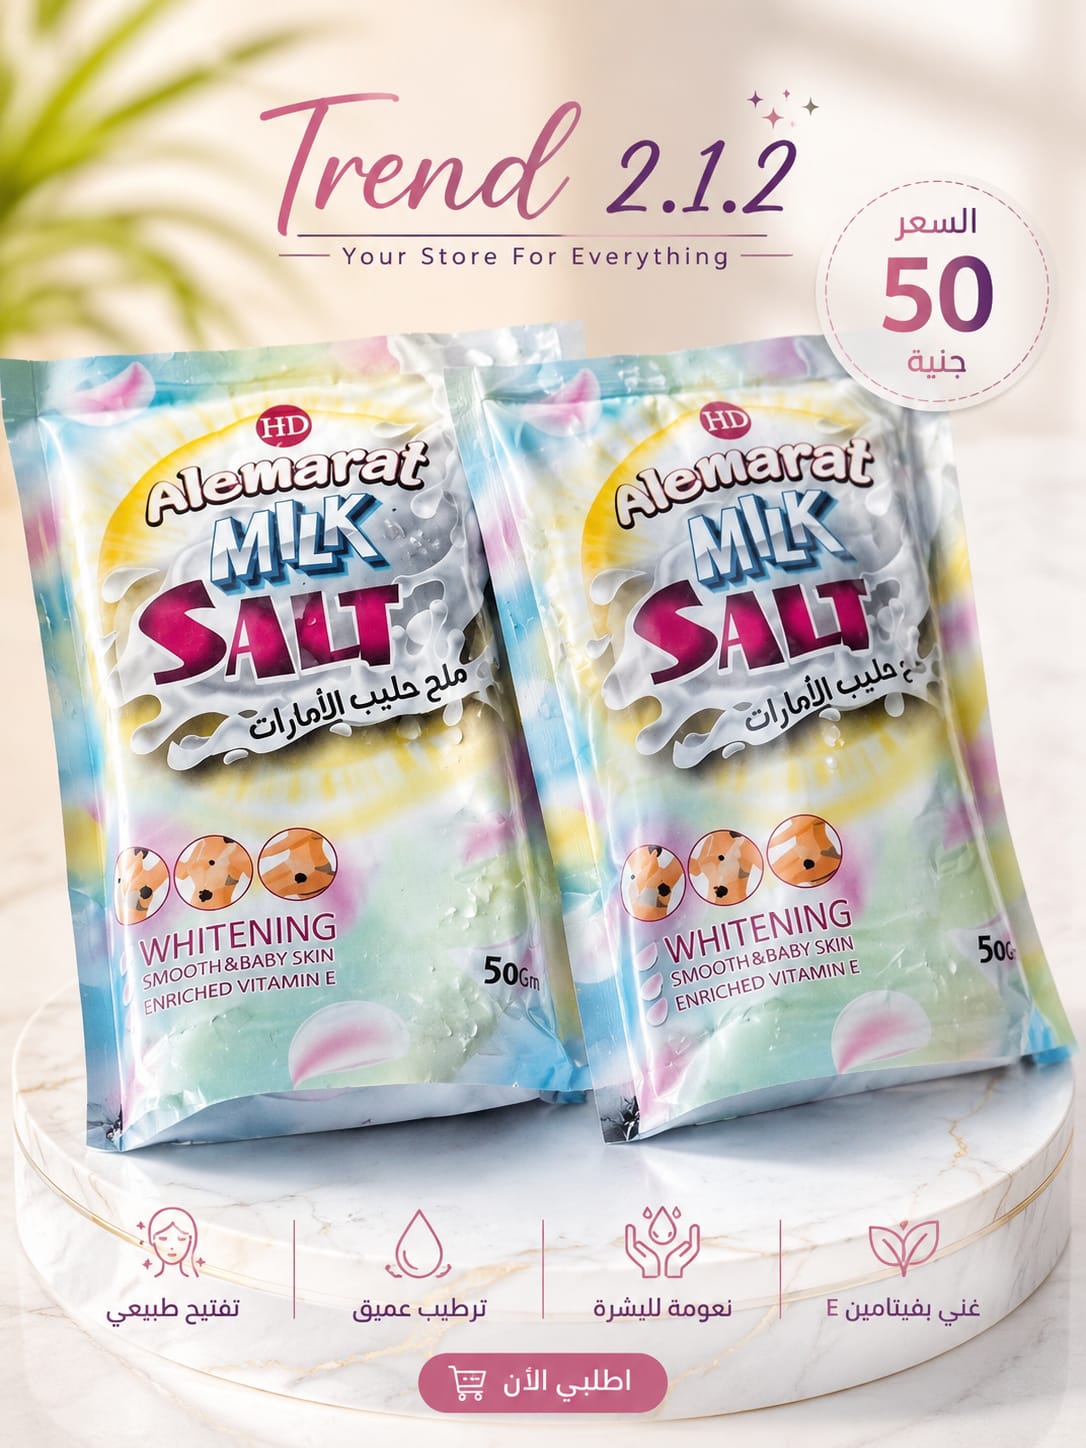 Trend 2.1.2
Your Store For Everything
السعر
50
جنية
HD
Alemarat
MILK
SALT
ملح حليب الأمارات
WHITENING
SMOOTH & BABY SKIN
ENRICHED VITAMIN E
50Gm
HD
Alemarat
MILK
SALT
حليب الأمارات
WHITENING
SMOOTH & BABY SKIN
ENRICHED VITAMIN E
50G
غني بفيتامين E
نعومة للبشرة
ترطيب عميق
تفتيح طبيعي
اطلبي الأن